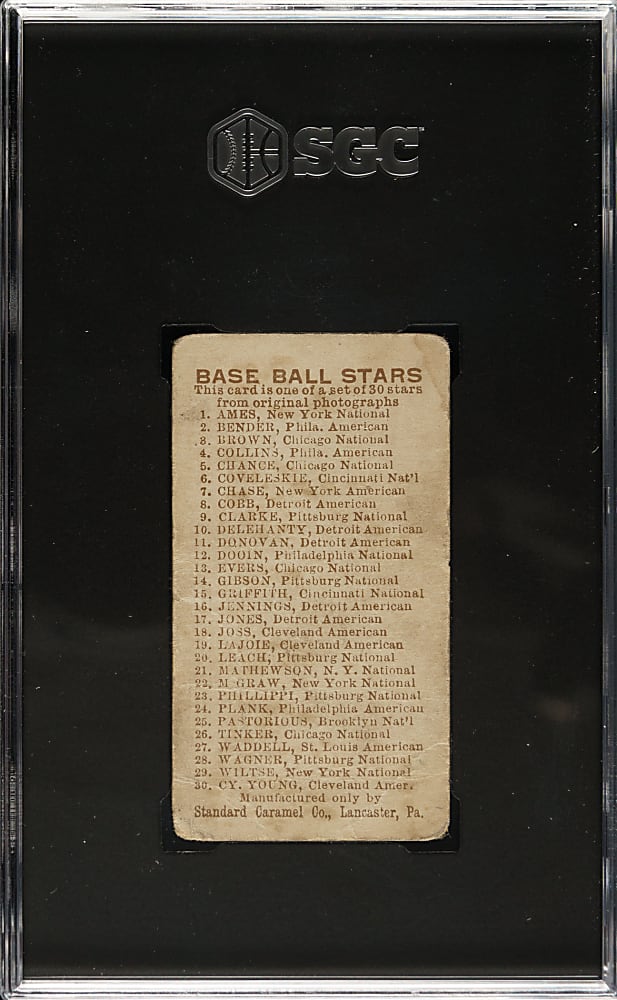 SGC
BASE BALL STARS
This card is one of a set of 30 stars
from original photographs
1. AMES, New York National
2. BENDER, Phila. American
3. BROWN, Chicago National
4. COLLINS, Phila. American
5. CHANCE, Chicago National
6. COVELESKIE, Cincinnati Nat'l
7. CHASE, New York American
8. COBB, Detroit American
9. CLARKE, Pittsburg National
10. DELEHANTY, Detroit American
11. DONOVAN, Detroit American
12. DOOIN, Philadelphia National
13. EVERS, Chicago National
14. GIBSON, Pittsburg National
15. GRIFFITH, Cincinnati National
16. JENNINGS, Detroit American
17. JONES, Detroit American
18. JOSS, Cleveland American
19. LAJOIE, Cleveland American
20. LEACH, Pittsburg National
21. MATHEWSON, N. Y. National
22. McGRAW, New York National
23. PHILLIPPI, Pittsburg National
24. PLANK, Philadelphia American
25. PASTORIOUS, Brooklyn Nat'l
26. TINKER, Chicago National
27. WADDELL, St. Louis American
28. WAGNER, Pittsburg National
29. WILTSE, New York National
30. CY. YOUNG, Cleveland Amer.
Manufactured only by
Standard Caramel Co., Lancaster, Pa.